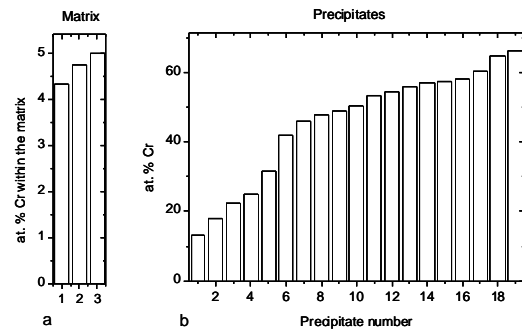 Matrix
Precipitates
at. % Cr within the matrix
5
4
3
2
1
0
1 2 3
a
at. % Cr
60
40
20
0
2 4 6 8 10 12 14 16 18
b
Precipitate number